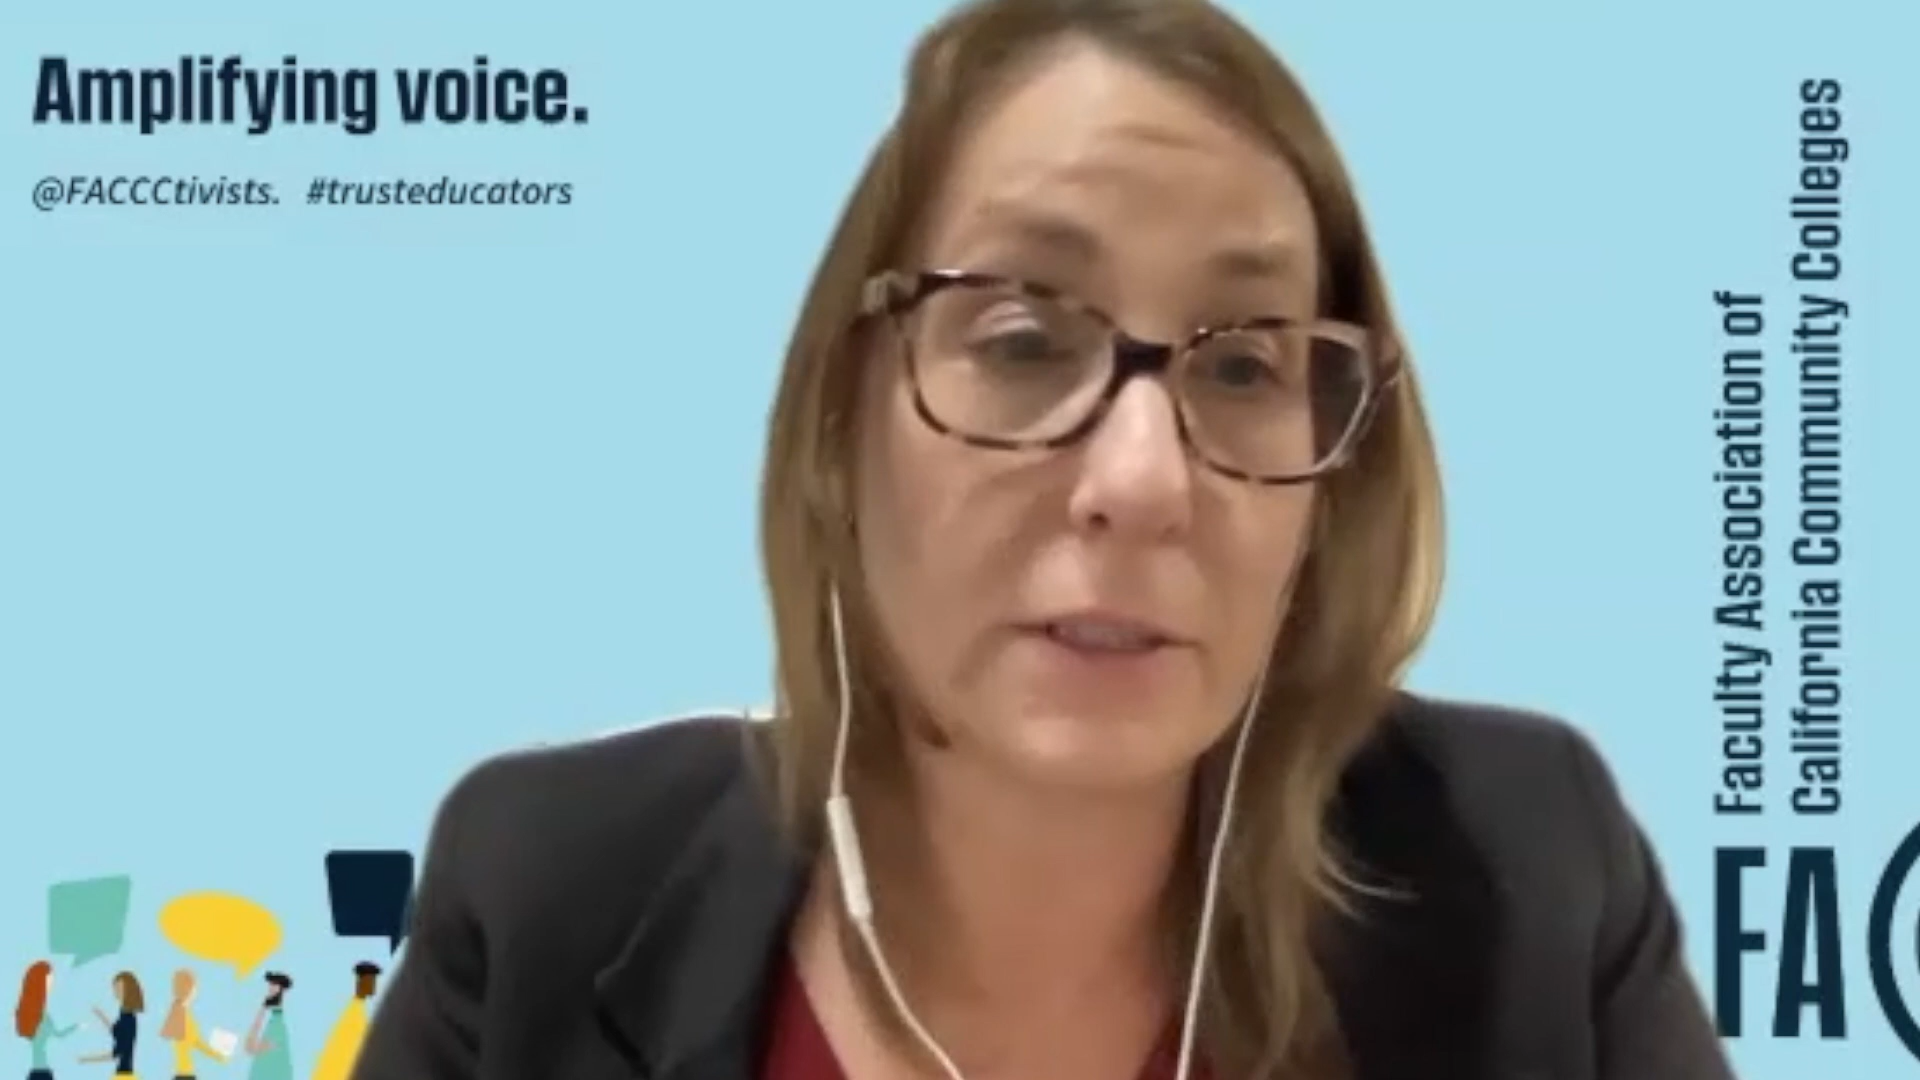 Amplifying voice.
@FACCCtivists. #trusteducators
Faculty Association of
California Community Colleges
FA